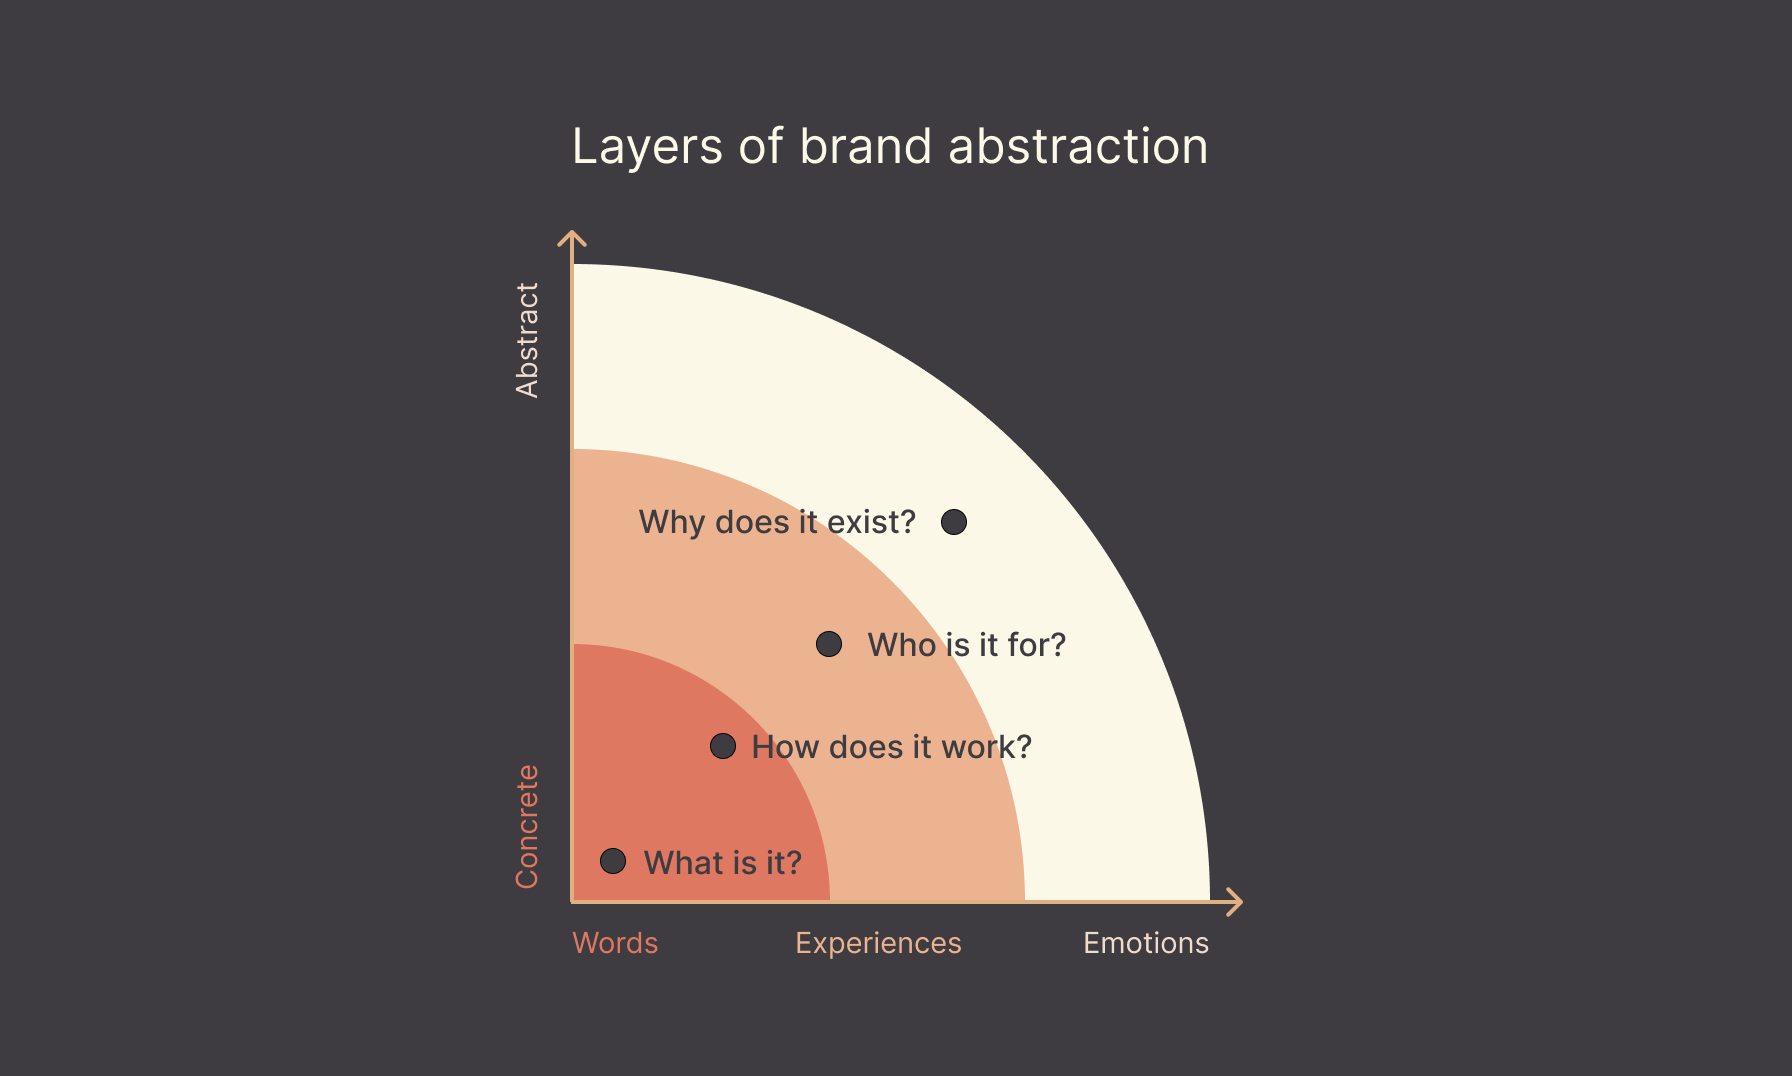 Layers of brand abstraction
Abstract
Why does it exist?
Who is it for?
How does it work?
Concrete
What is it?
Words
Experiences
Emotions